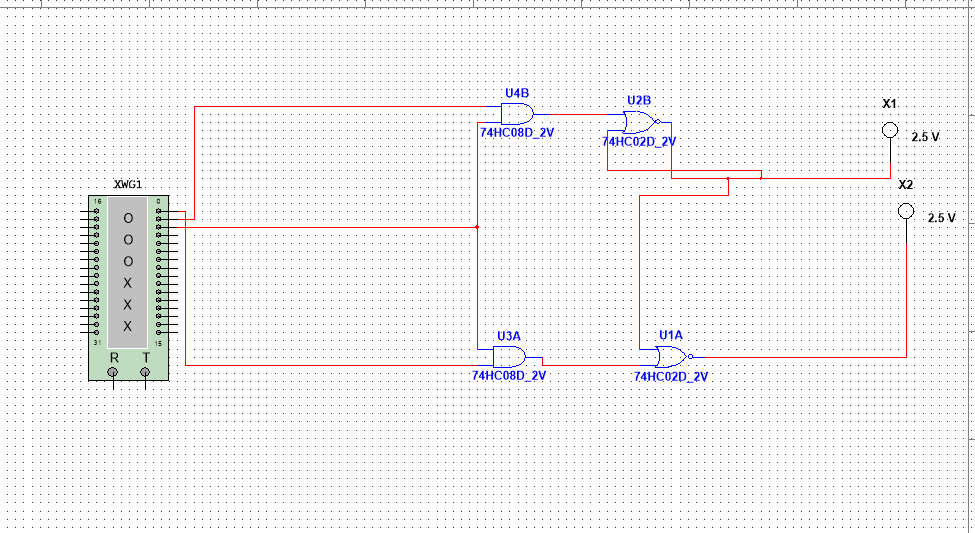 U4B
74HC08D_2V
U2B
74HC02D_2V
X1
2.5 V
X2
2.5 V
XWG1
16 0
O
O
O
X
X
X
31 15
R T
U3A
74HC08D_2V
U1A
74HC02D_2V